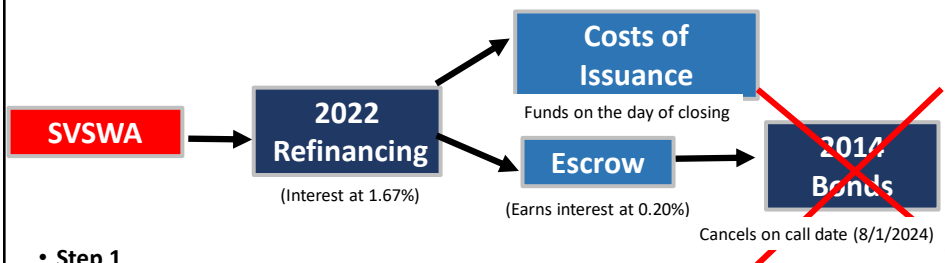 Costs of
Issuance
Funds on the day of closing
SVSWA
2022
Refinancing
(Interest at 1.67%)
Escrow
(Earns interest at 0.20%)
2014
Bonds
Cancels on call date (8/1/2024)
• Step 1